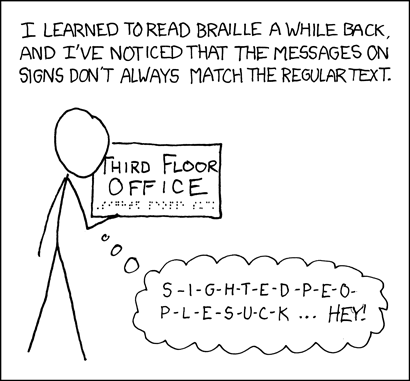 I LEARNED TO READ BRAILLE A WHILE BACK,
AND I'VE NOTICED THAT THE MESSAGES ON
SIGNS DON'T ALWAYS MATCH THE REGULAR TEXT.
THIRD FLOOR
OFFICE
S-I-G-H-T-E-D-P-E-O-
P-L-E-S-U-C-K... HEY!